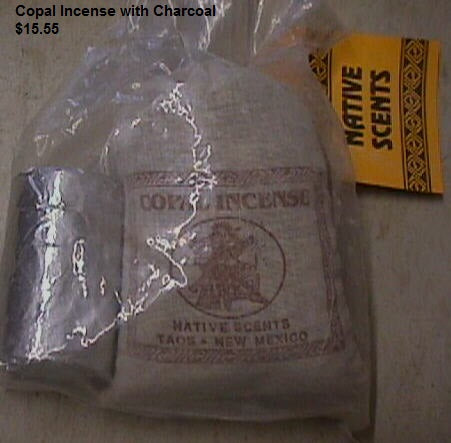 Copal Incense with Charcoal
$15.55
NATIVE
SCENTS
COPAL INCENSE
NATIVE SCENTS
TAOS • NEW MEXICO